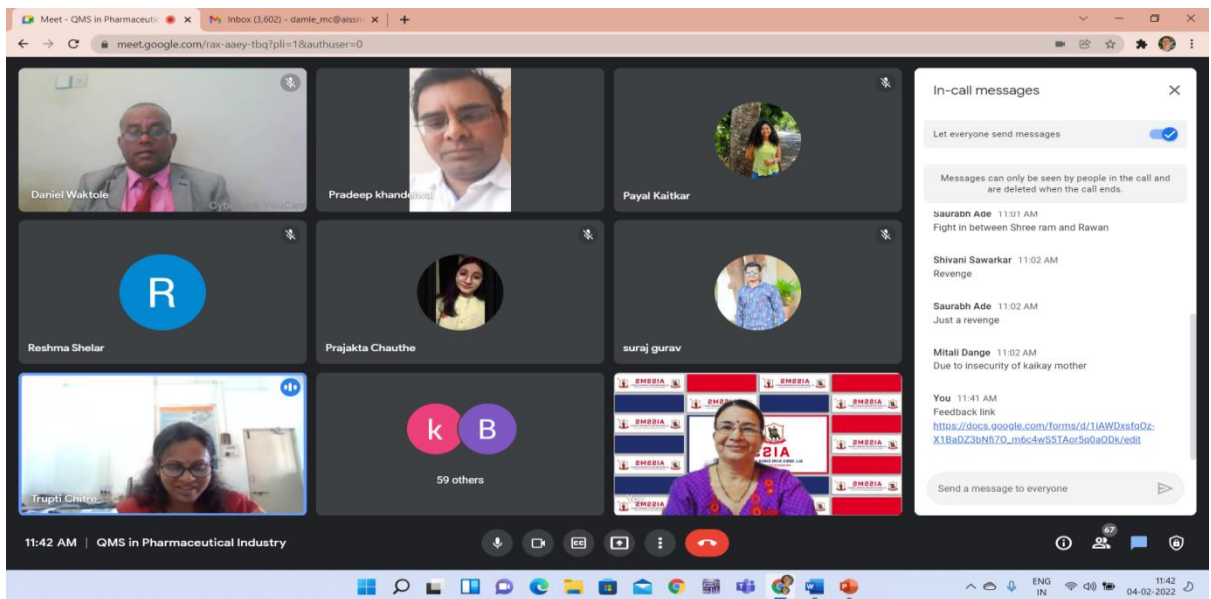 Meet - QMS in Pharmaceutic
Inbox (3,602) - damle_mc@aissm
meet.google.com/rax-aaey-tbq?pli=1&authuser=0
Daniel Waktole
Pradeep khandelwal
Payal Kaitkar
Reshma Shelar
R
Prajakta Chauthe
suraj gurav
Trupti Chitre
k B
59 others
AISSMS
AISSMS
AISSMS
AISSMS
AISSMS
AISSMS
AISSMS
In-call messages
Let everyone send messages
Messages can only be seen by people in the call and
are deleted when the call ends.
Saurabh Ade 11:01 AM
Fight in between Shree ram and Rawan
Shivani Sawarkar 11:02 AM
Revenge
Saurabh Ade 11:02 AM
Just a revenge
Mitali Dange 11:02 AM
Due to insecurity of kaikay mother
You 11:41 AM
Feedback link
https://docs.google.com/forms/d/1iAWDxsfqOz-
X1BaDZ3bNfi7O_m6c4wS5TAor5q0aODk/edit
Send a message to everyone
11:42 AM | QMS in Pharmaceutical Industry
67
ENG
IN
11:42
04-02-2022